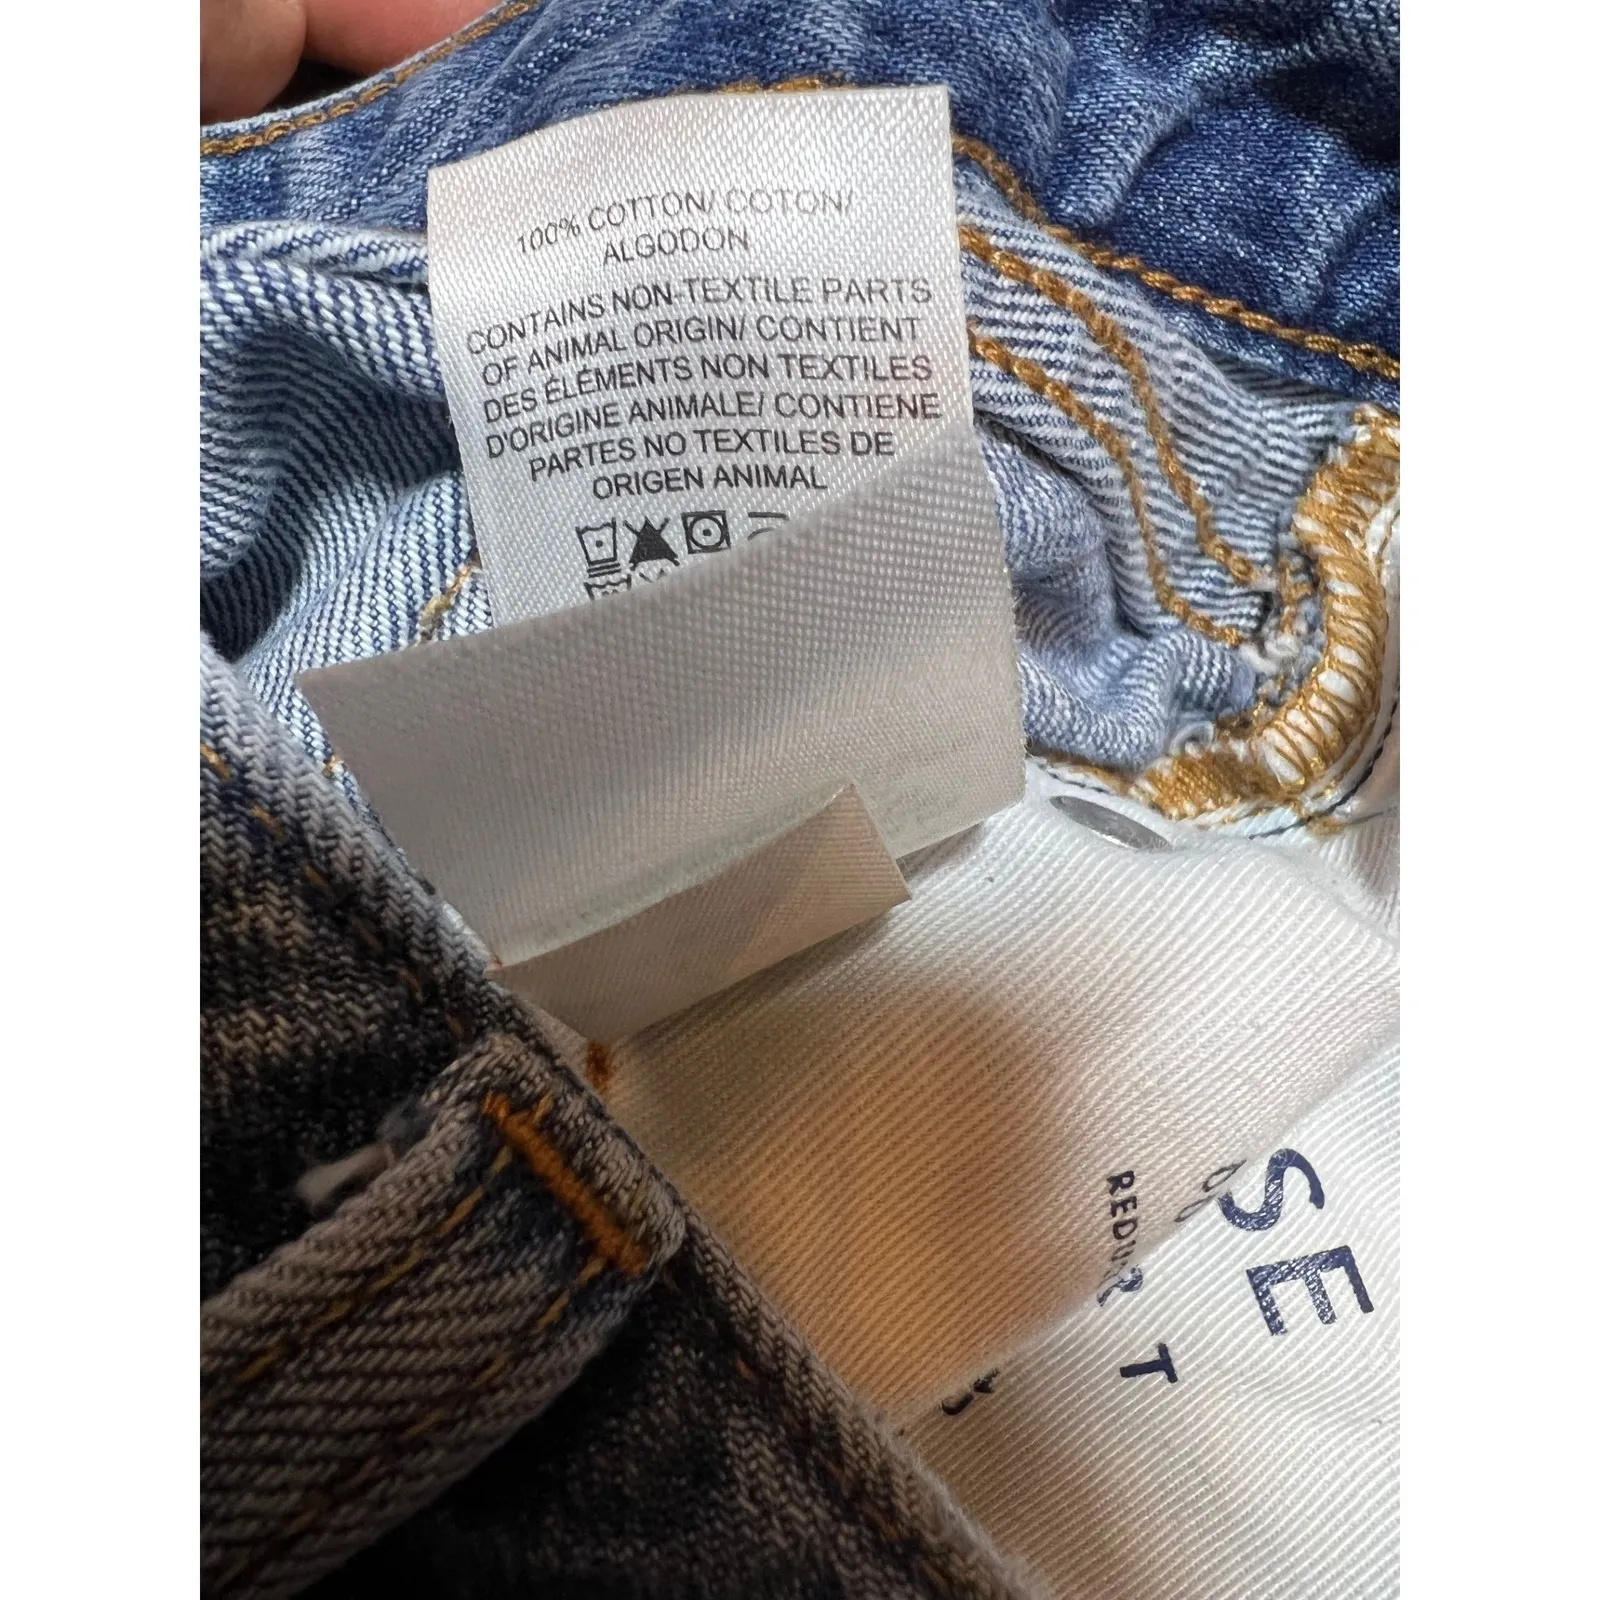 100% COTTON/ COTON/
ALGODON
CONTAINS NON-TEXTILE PARTS
OF ANIMAL ORIGIN/ CONTIENT
DES ÉLÉMENTS NON TEXTILES
D'ORIGINE ANIMALE/ CONTIENE
PARTES NO TEXTILES DE
ORIGEN ANIMAL
SE
T